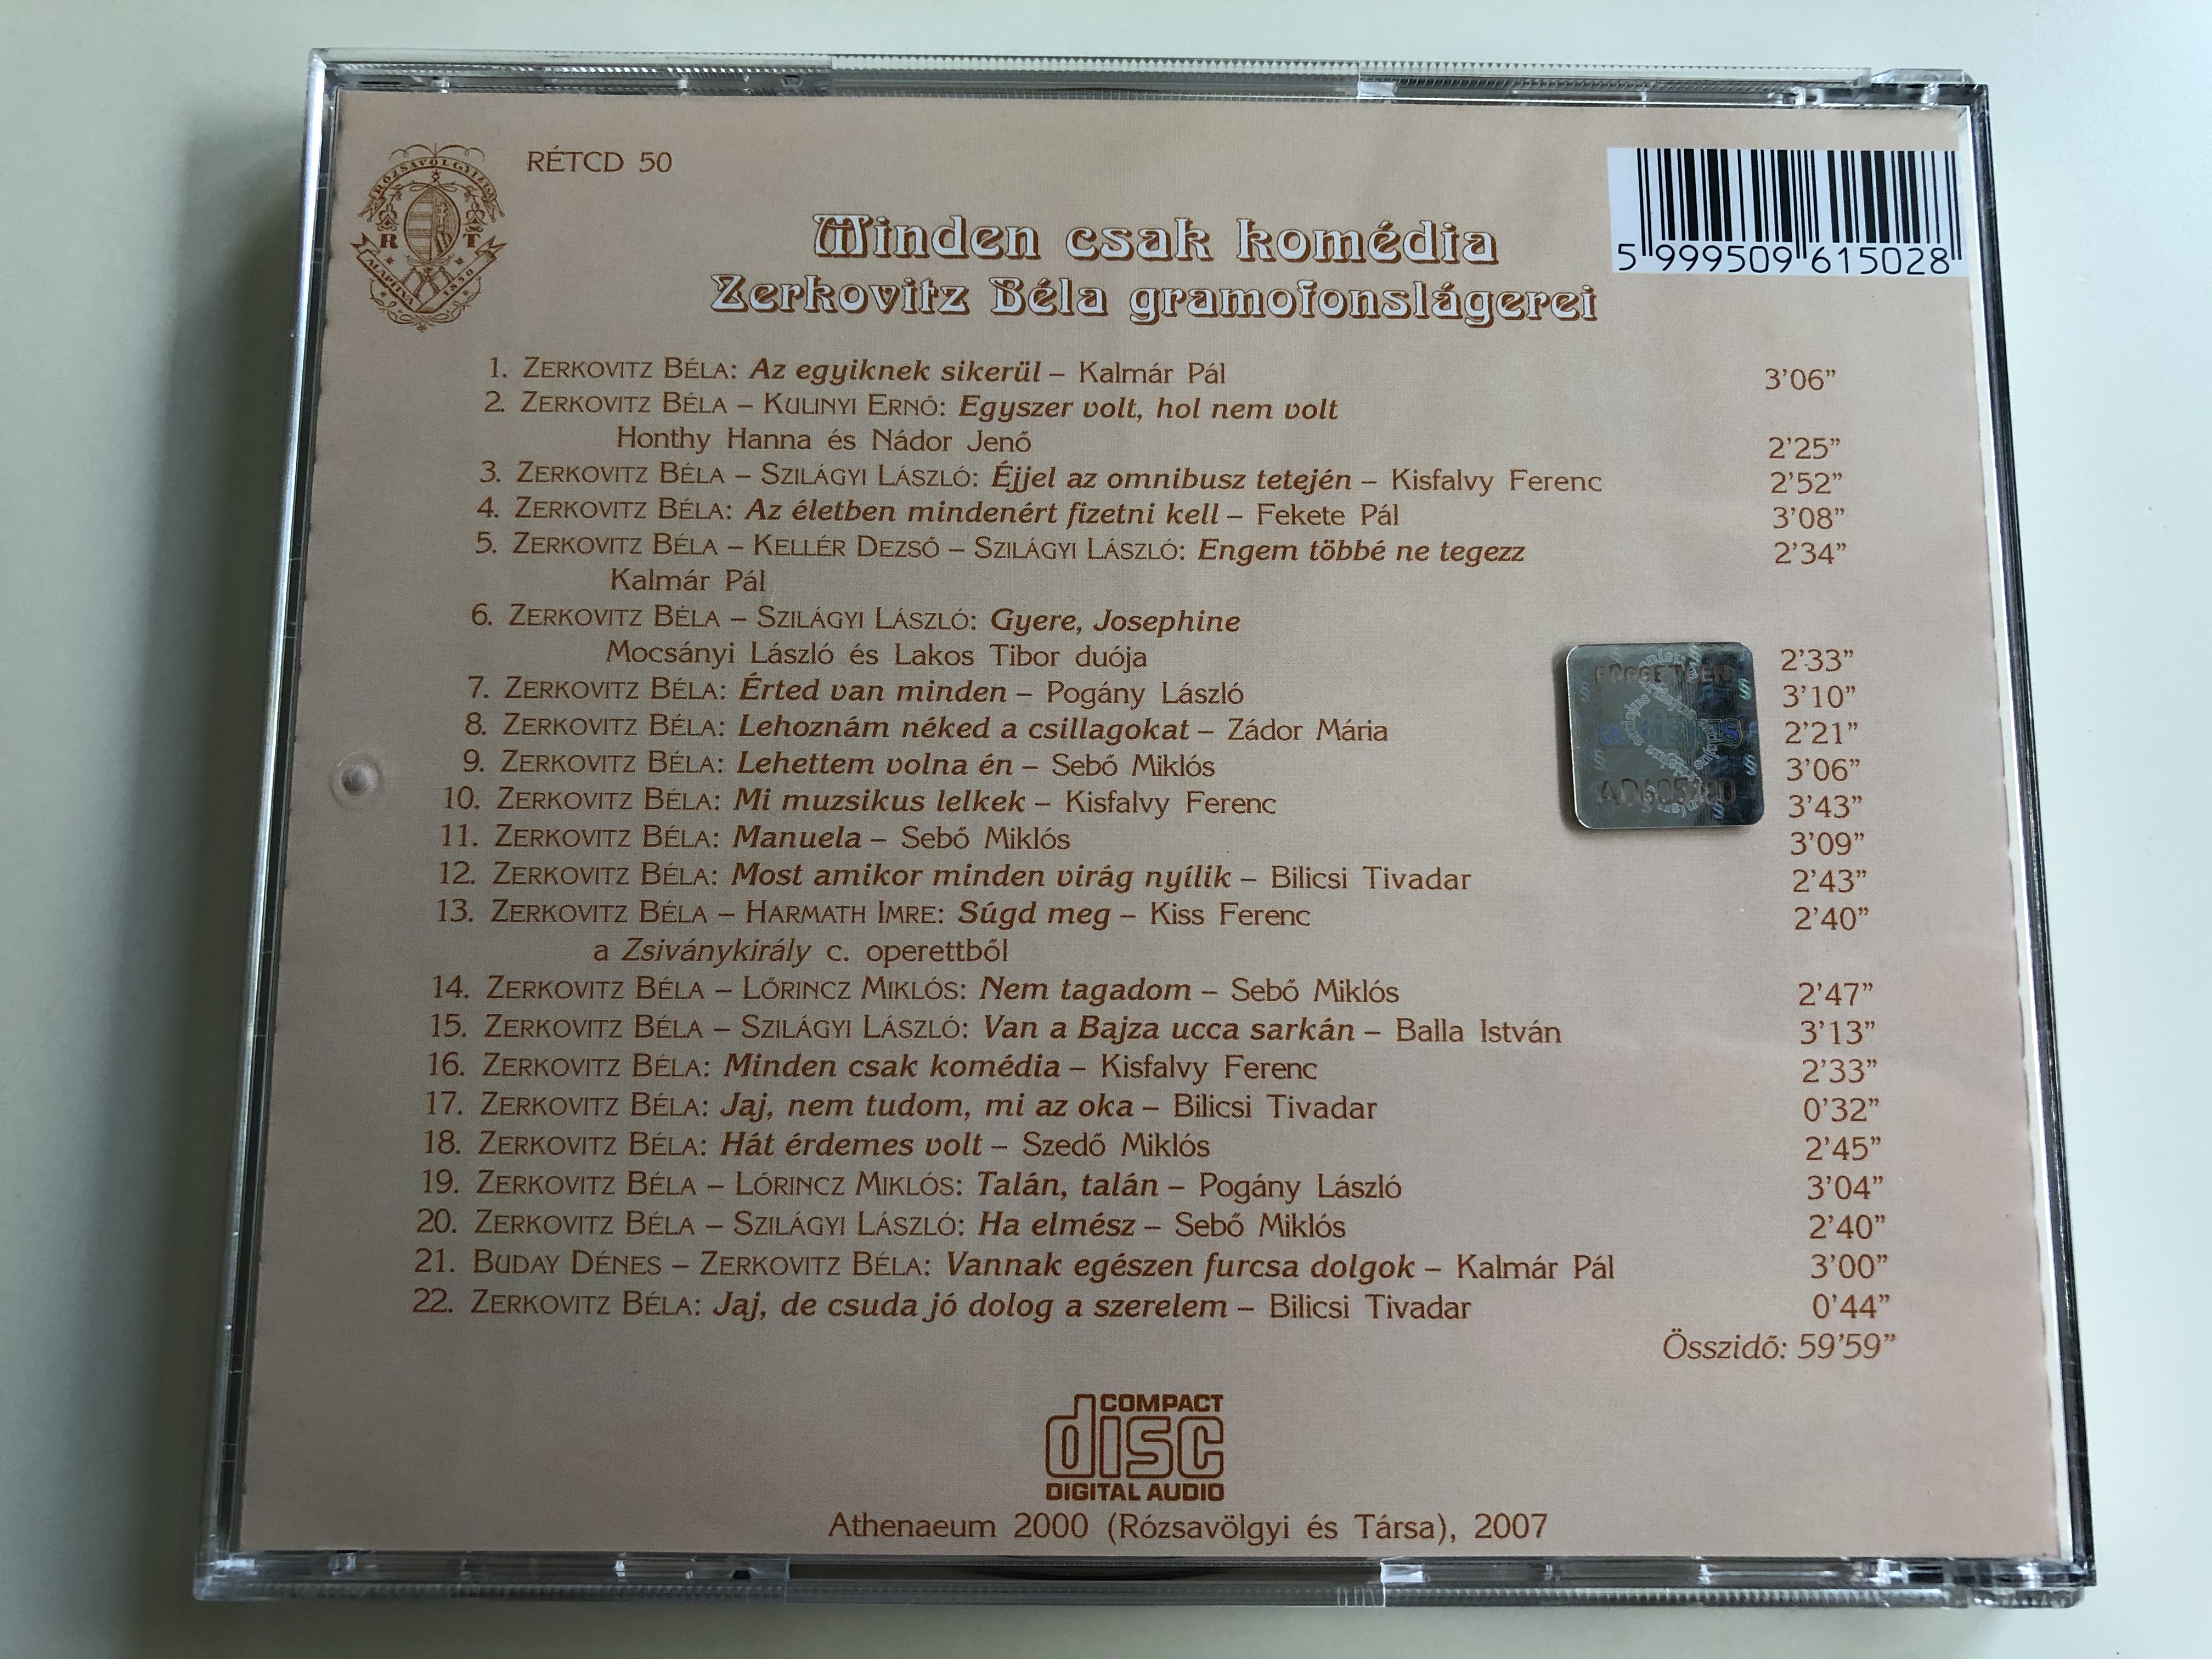 RÓZSAVÖLGYI ÉS TSA
R T
ALAPÍTVA 1850
RÉTCD 50
5 999509 615028
Minden csak komédia
Zerkovitz Béla gramofonslágerei
1. ZERKOVITZ BÉLA: Az egyiknek sikerül – Kalmár Pál 3’06”
2. ZERKOVITZ BÉLA – KULINYI ERNŐ: Egyszer volt, hol nem volt
Honthy Hanna és Nádor Jenő 2’25”
3. ZERKOVITZ BÉLA – SZILÁGYI LÁSZLÓ: Éjjel az omnibusz tetején – Kisfalvy Ferenc 2’52”
4. ZERKOVITZ BÉLA: Az életben mindenért fizetni kell – Fekete Pál 3’08”
5. ZERKOVITZ BÉLA – KELLÉR DEZSŐ – SZILÁGYI LÁSZLÓ: Engem többé ne tegezz 2’34”
Kalmár Pál
6. ZERKOVITZ BÉLA – SZILÁGYI LÁSZLÓ: Gyere, Josephine
Mocsányi László és Lakos Tibor duója 2’33”
7. ZERKOVITZ BÉLA: Érted van minden – Pogány László 3’10”
8. ZERKOVITZ BÉLA: Lehoznám néked a csillagokat – Zádor Mária 2’21”
9. ZERKOVITZ BÉLA: Lehettem volna én – Sebő Miklós 3’06”
10. ZERKOVITZ BÉLA: Mi muzsikus lelkek – Kisfalvy Ferenc 3’43”
11. ZERKOVITZ BÉLA: Manuela – Sebő Miklós 3’09”
12. ZERKOVITZ BÉLA: Most amikor minden virág nyílik – Bilicsi Tivadar 2’43”
13. ZERKOVITZ BÉLA – HARMATH IMRE: Súgd meg – Kiss Ferenc 2’40”
a Zsiványkirály c. operettből
14. ZERKOVITZ BÉLA – LŐRINCZ MIKLÓS: Nem tagadom – Sebő Miklós 2’47”
15. ZERKOVITZ BÉLA – SZILÁGYI LÁSZLÓ: Van a Bajza ucca sarkán – Balla István 3’13”
16. ZERKOVITZ BÉLA: Minden csak komédia – Kisfalvy Ferenc 2’33”
17. ZERKOVITZ BÉLA: Jaj, nem tudom, mi az oka – Bilicsi Tivadar 0’32”
18. ZERKOVITZ BÉLA: Hát érdemes volt – Szedő Miklós 2’45”
19. ZERKOVITZ BÉLA – LŐRINCZ MIKLÓS: Talán, talán – Pogány László 3’04”
20. ZERKOVITZ BÉLA – SZILÁGYI LÁSZLÓ: Ha elmész – Sebő Miklós 2’40”
21. BUDAY DÉNES – ZERKOVITZ BÉLA: Vannak egészen furcsa dolgok – Kalmár Pál 3’00”
22. ZERKOVITZ BÉLA: Jaj, de csuda jó dolog a szerelem – Bilicsi Tivadar 0’44”
Összidő: 59’59”
COMPACT
disc
DIGITAL AUDIO
Athenaeum 2000 (Rózsavölgyi és Társa), 2007